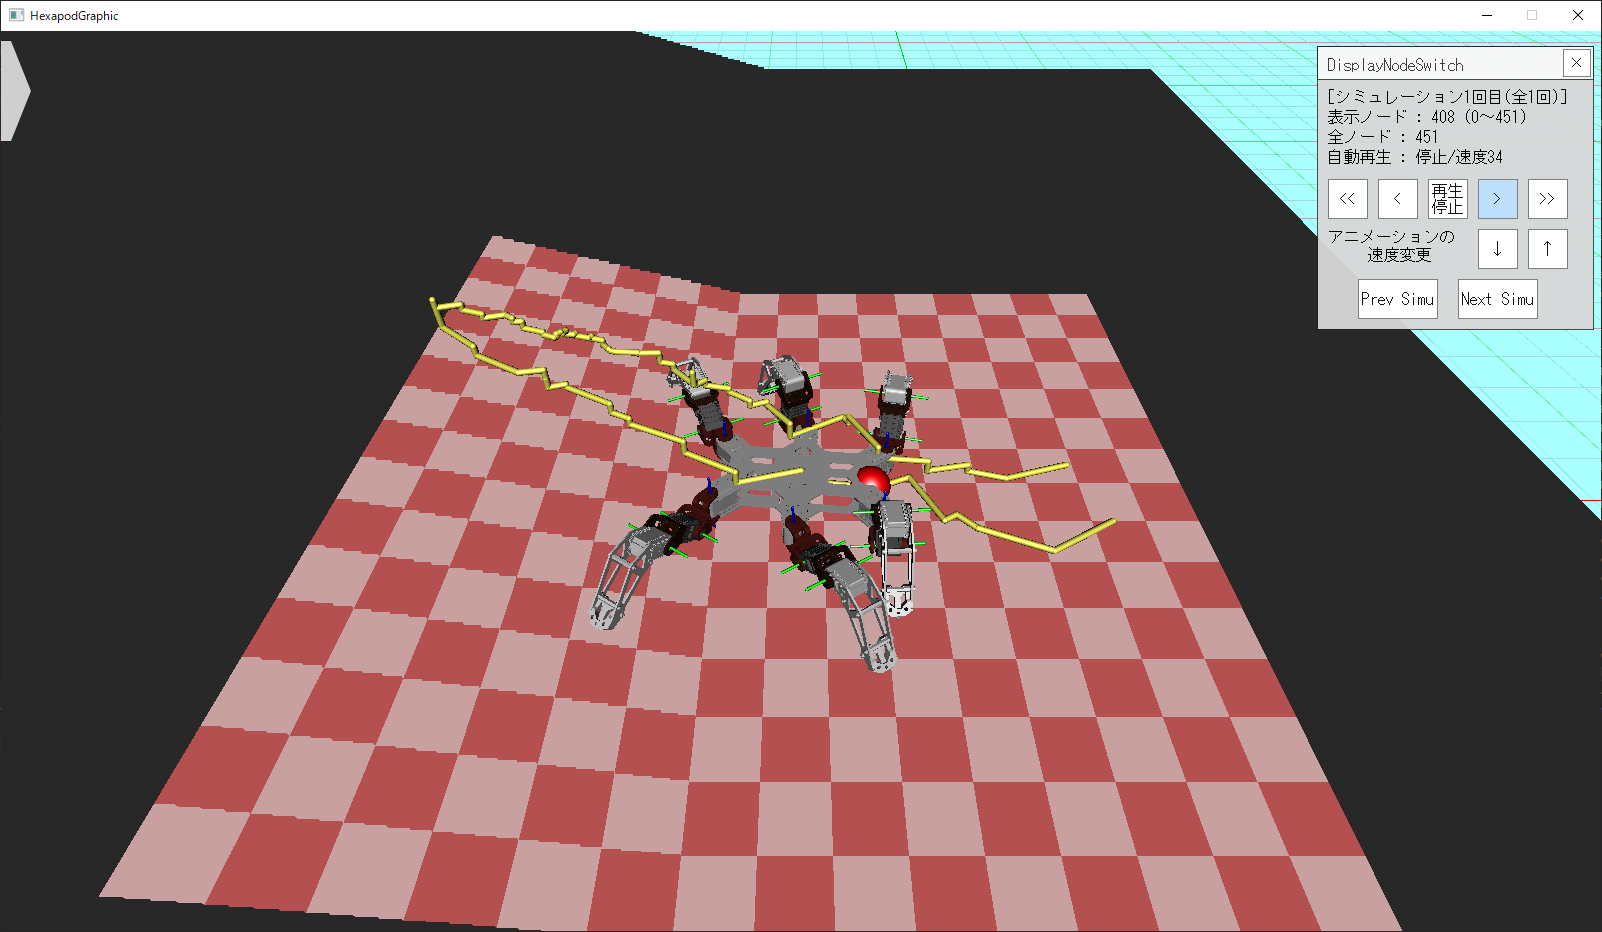 HexapodGraphic
DisplayNodeSwitch
[シミュレーション1回目(全1回)]
表示ノード : 408 (0～451)
全ノード : 451
自動再生 : 停止/速度34
<<
<
再生
停止
>
>>
アニメーションの
速度変更
↓
↑
Prev Simu
Next Simu